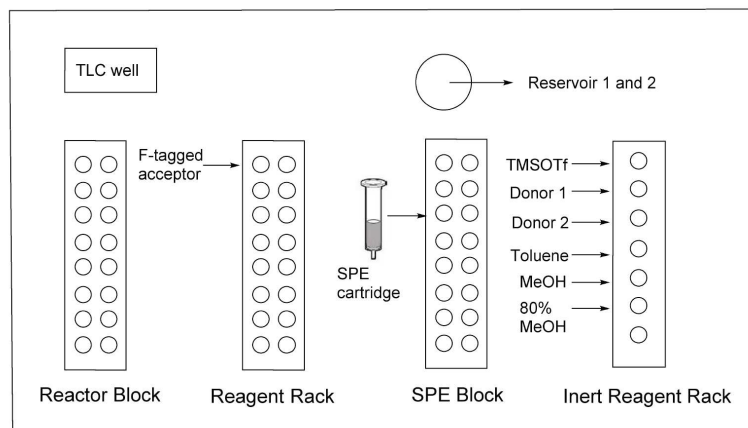 TLC well
Reservoir 1 and 2
F-tagged
acceptor
SPE
cartridge
TMSOTf
Donor 1
Donor 2
Toluene
MeOH
80%
MeOH
Reactor Block
Reagent Rack
SPE Block
Inert Reagent Rack